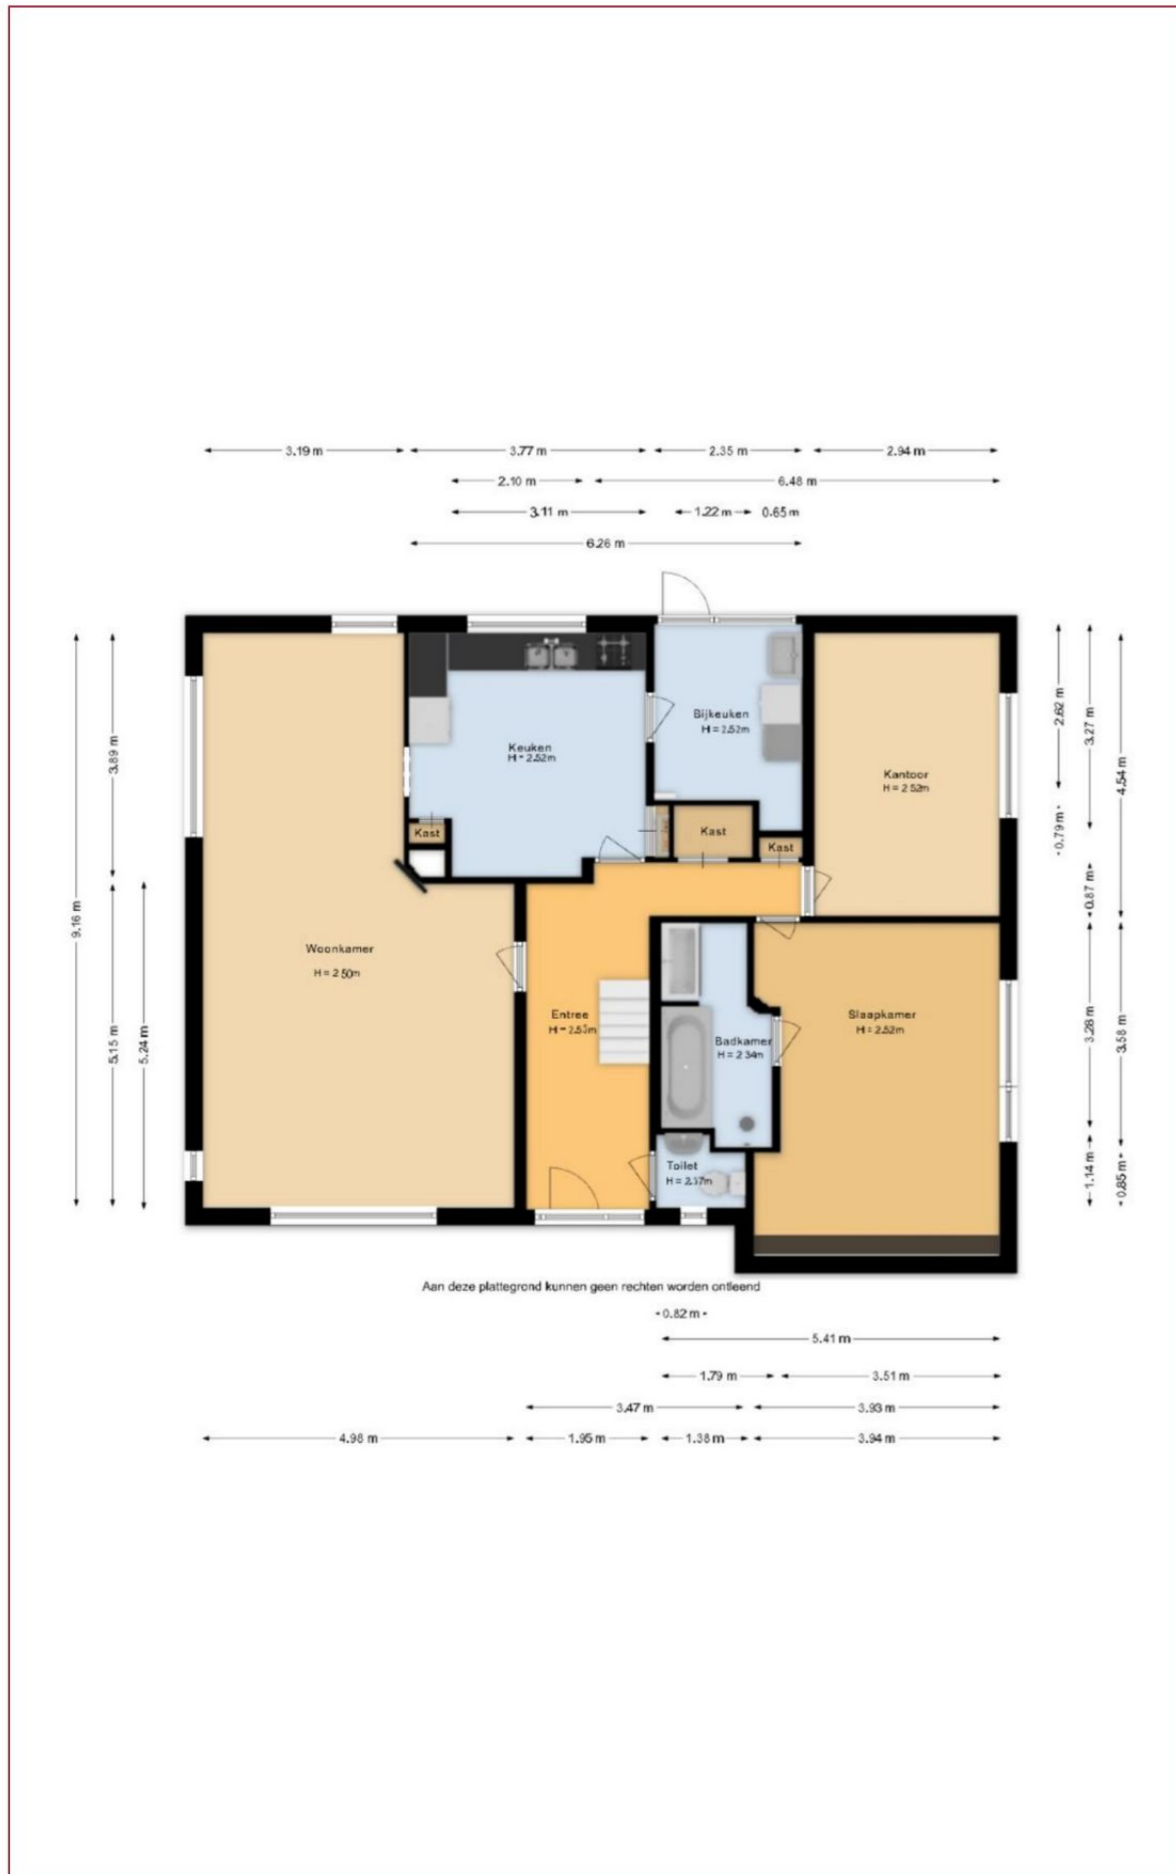 3.19 m
3.77 m
2.35 m
2.94 m
2.10 m
6.48 m
3.11 m
1.22 m
0.65 m
6.26 m
9.16 m
3.89 m
5.15 m
5.24 m
Keuken
H = 2.52m
Bijkeuken
H = 2.52m
Kantoor
H = 2.52m
Kast
Kast
Kast
Woonkamer
H = 2.50m
Entree
H = 2.53m
Badkamer
H = 2.34m
Slaapkamer
H = 2.52m
Toilet
H = 2.37m
2.62 m
3.27 m
4.54 m
0.79 m
0.87 m
3.28 m
3.58 m
1.14 m
0.85 m
Aan deze plattegrond kunnen geen rechten worden ontleend
0.82 m
5.41 m
1.79 m
3.51 m
3.47 m
3.93 m
4.98 m
1.95 m
1.38 m
3.94 m